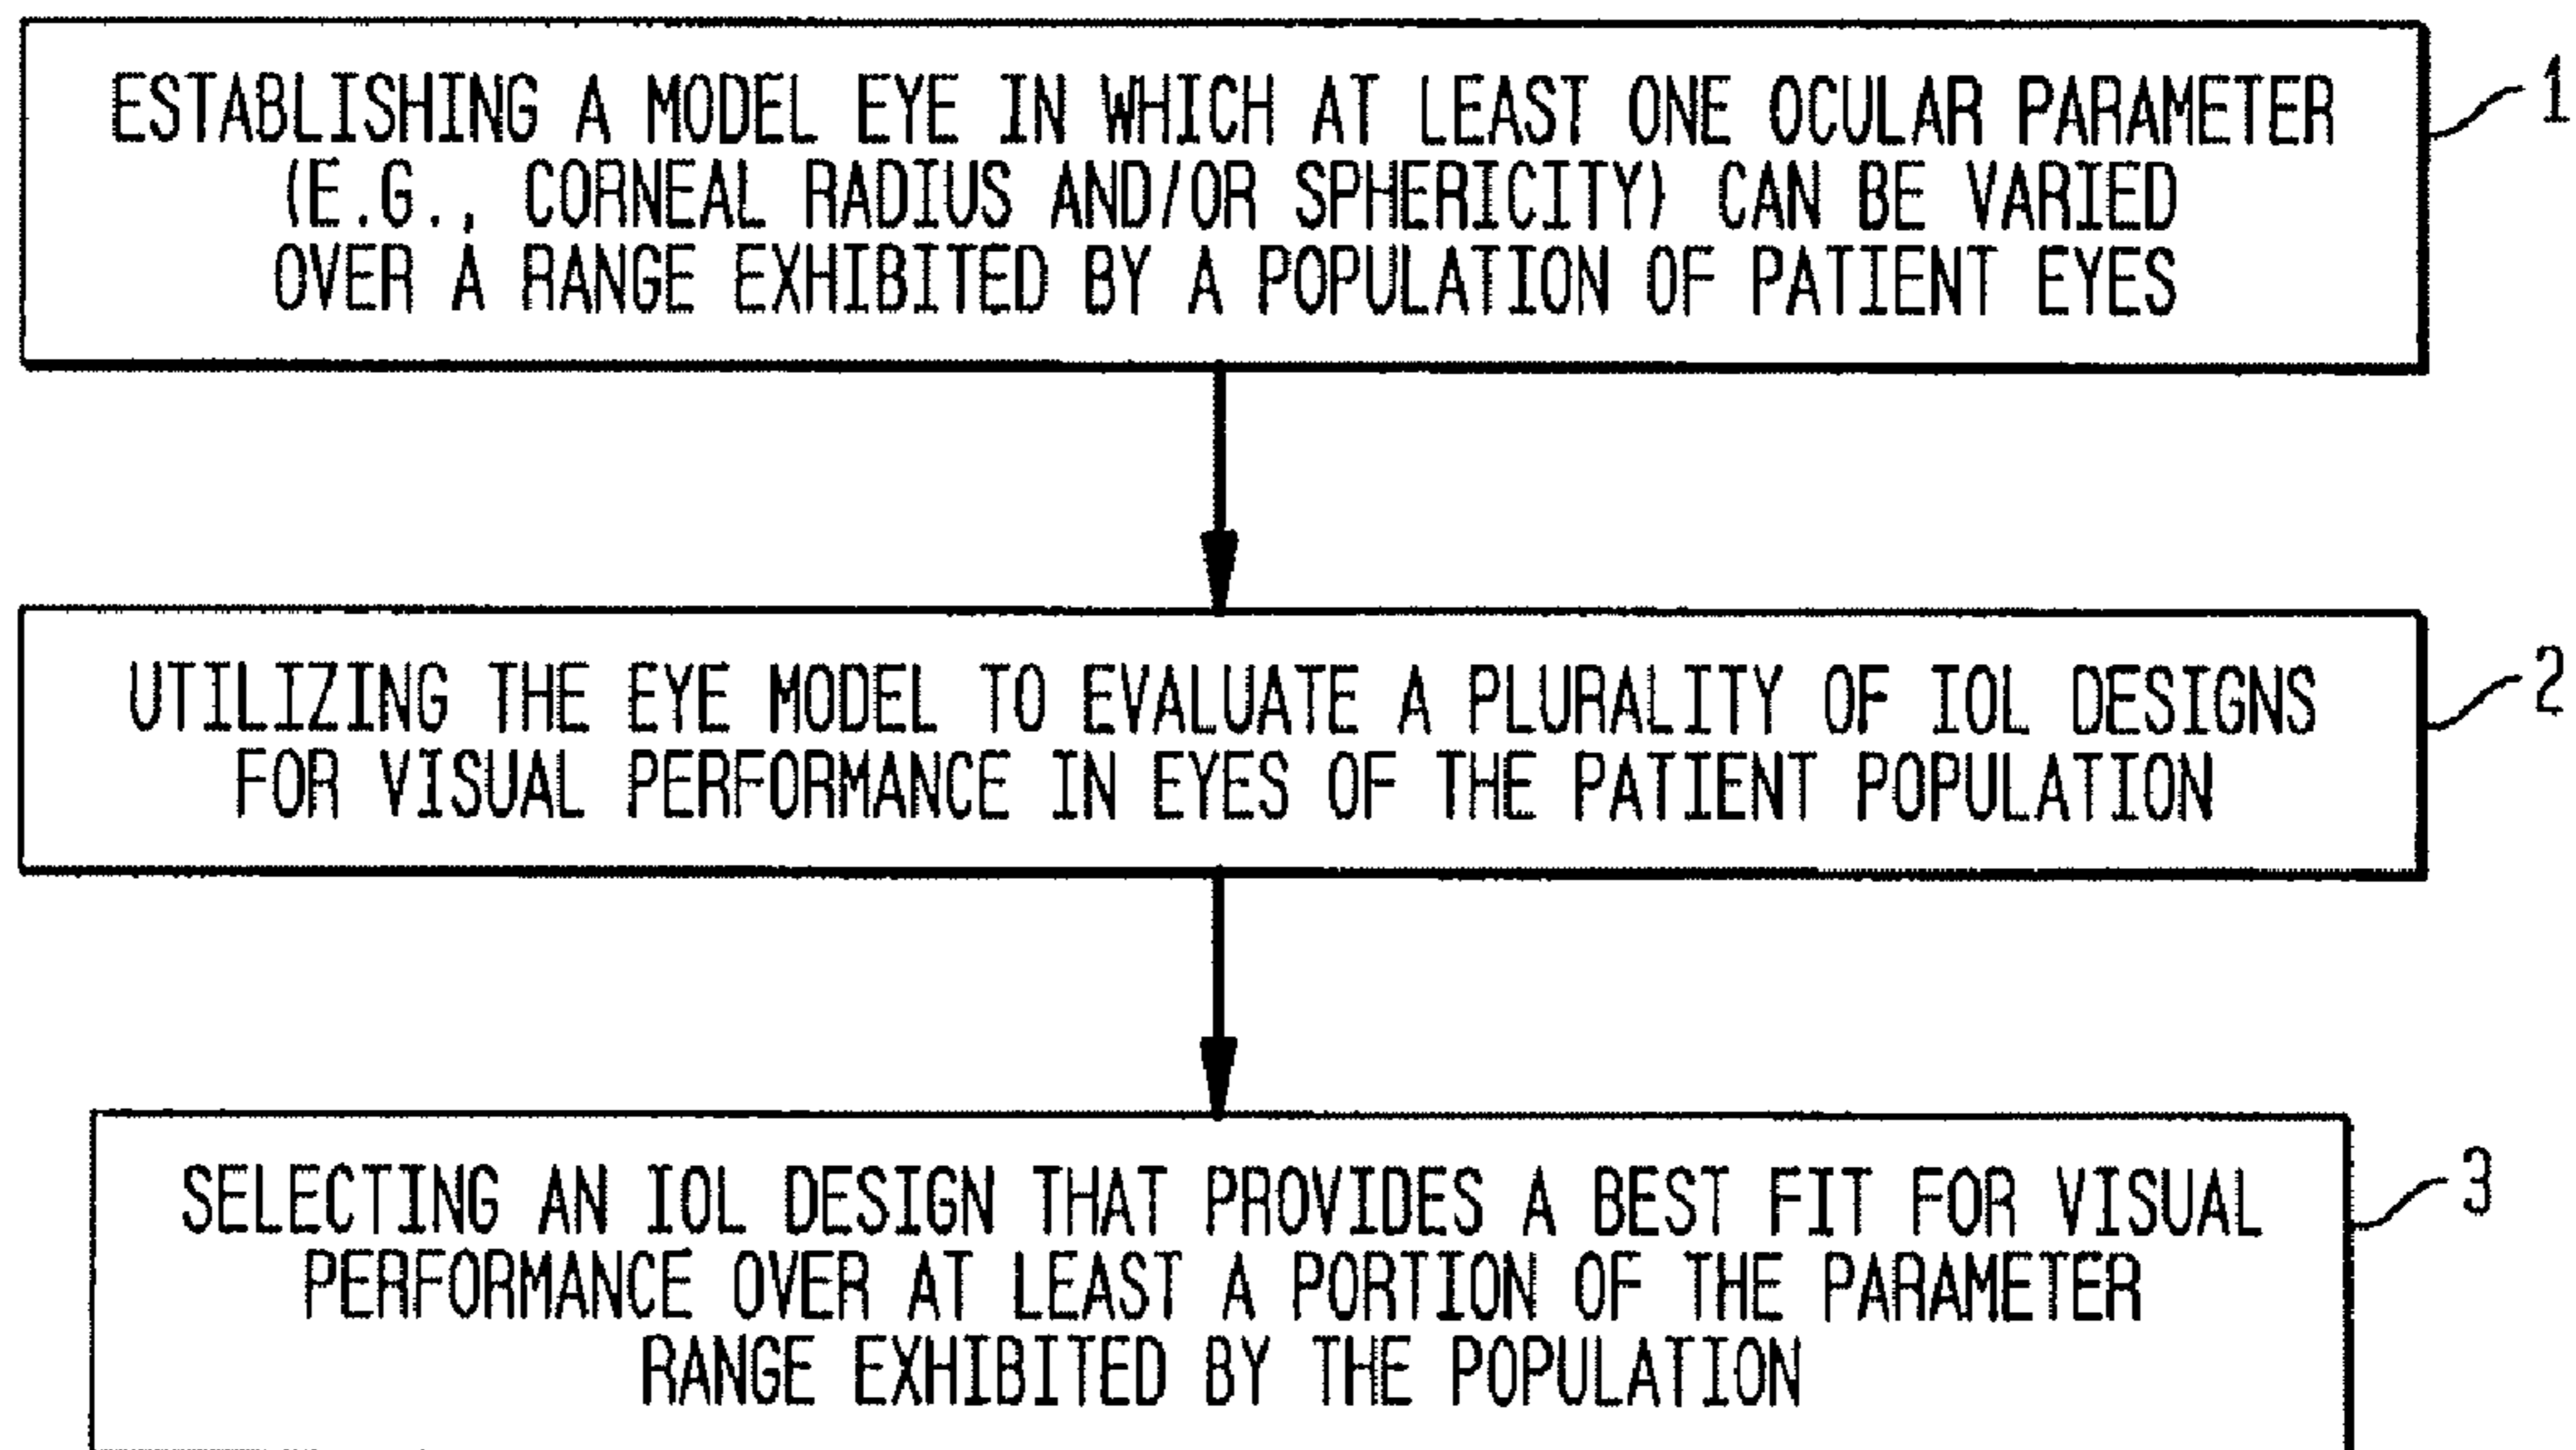 ESTABLISHING A MODEL EYE IN WHICH AT LEAST ONE OCULAR PARAMETER
(E.G., CORNEAL RADIUS AND/OR SPHERICITY) CAN BE VARIED
OVER A RANGE EXHIBITED BY A POPULATION OF PATIENT EYES
1
UTILIZING THE EYE MODEL TO EVALUATE A PLURALITY OF IOL DESIGNS
FOR VISUAL PERFORMANCE IN EYES OF THE PATIENT POPULATION
2
SELECTING AN IOL DESIGN THAT PROVIDES A BEST FIT FOR VISUAL
PERFORMANCE OVER AT LEAST A PORTION OF THE PARAMETER
RANGE EXHIBITED BY THE POPULATION
3